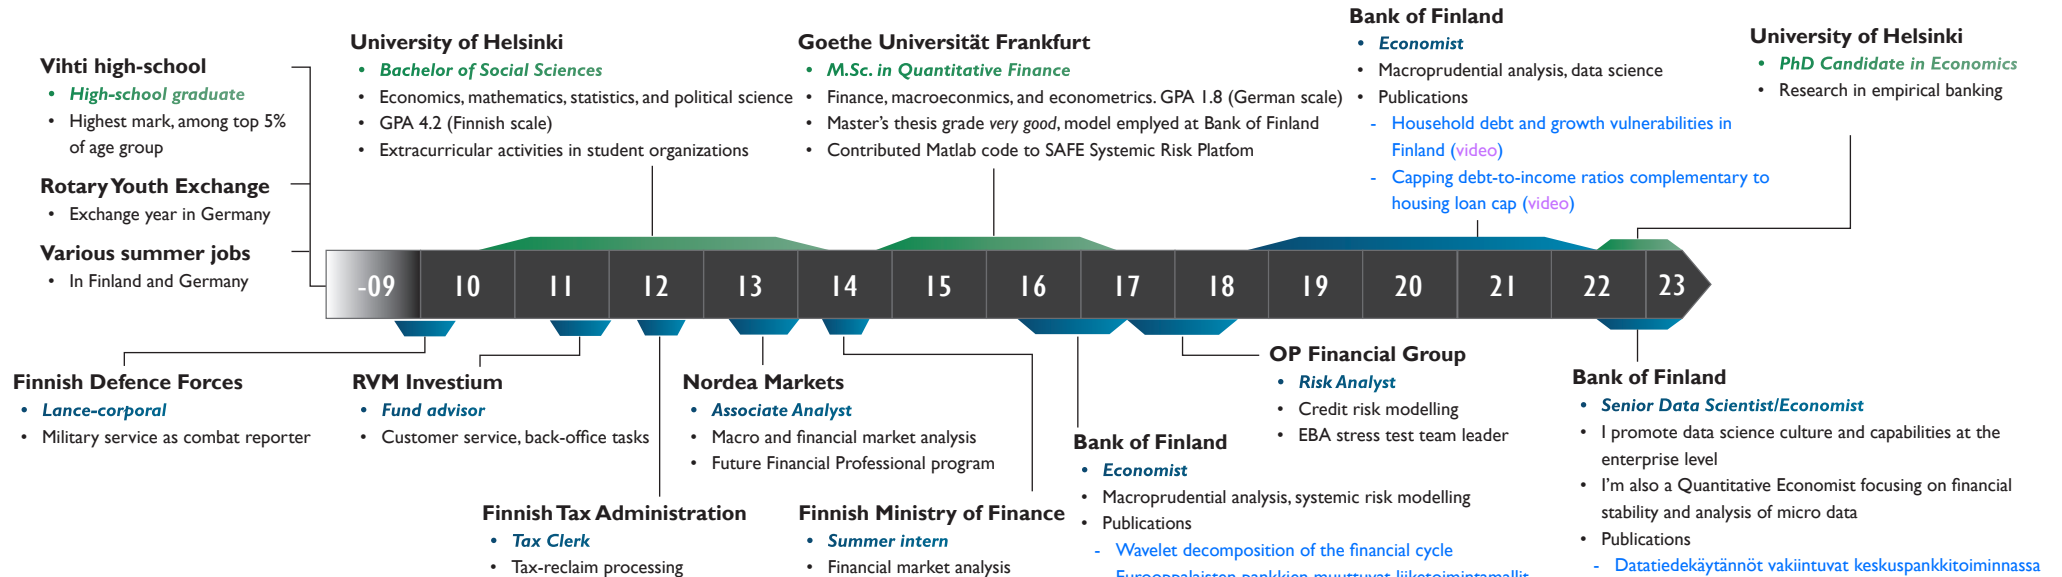 Vihti high-school
• High-school graduate
• Highest mark, among top 5%
of age group
Rotary Youth Exchange
• Exchange year in Germany
Various summer jobs
• In Finland and Germany
University of Helsinki
• Bachelor of Social Sciences
• Economics, mathematics, statistics, and political science
• GPA 4.2 (Finnish scale)
• Extracurricular activities in student organizations
Goethe Universität Frankfurt
• M.Sc. in Quantitative Finance
• Finance, macroeconmics, and econometrics. GPA 1.8 (German scale)
• Master's thesis grade very good, model emplyed at Bank of Finland
• Contributed Matlab code to SAFE Systemic Risk Platfom
Bank of Finland
• Economist
• Macroprudential analysis, data science
• Publications
- Household debt and growth vulnerabilities in
Finland (video)
- Capping debt-to-income ratios complementary to
housing loan cap (video)
University of Helsinki
• PhD Candidate in Economics
• Research in empirical banking
-09 10 11 12 13 14 15 16 17 18 19 20 21 22 23
Finnish Defence Forces
• Lance-corporal
• Military service as combat reporter
RVM Investium
• Fund advisor
• Customer service, back-office tasks
Finnish Tax Administration
• Tax Clerk
• Tax-reclaim processing
Nordea Markets
• Associate Analyst
• Macro and financial market analysis
• Future Financial Professional program
Finnish Ministry of Finance
• Summer intern
• Financial market analysis
Bank of Finland
• Economist
• Macroprudential analysis, systemic risk modelling
• Publications
- Wavelet decomposition of the financial cycle
- Eurooppalaisten pankkien muuttuvat liiketoimintamallit
OP Financial Group
• Risk Analyst
• Credit risk modelling
• EBA stress test team leader
Bank of Finland
• Senior Data Scientist/Economist
• I promote data science culture and capabilities at the
enterprise level
• I'm also a Quantitative Economist focusing on financial
stability and analysis of micro data
• Publications
- Datatiedekäytännöt vakiintuvat keskuspankkitoiminnassa